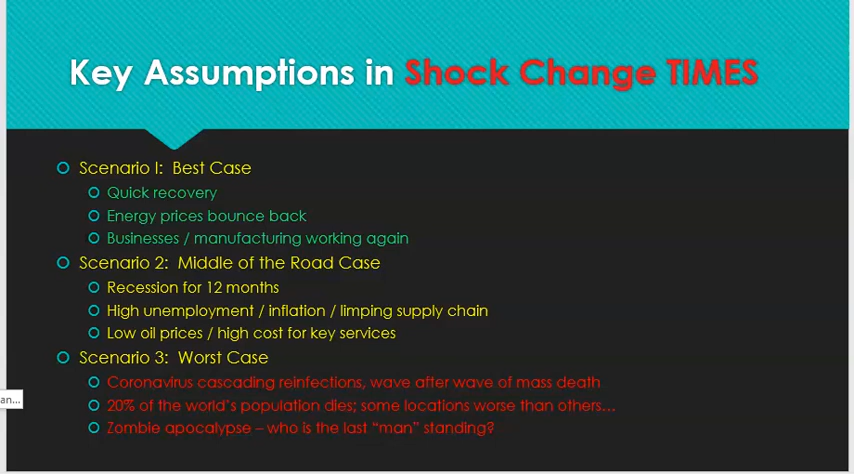 Key Assumptions in Shock Change TIMES
Scenario I: Best Case
Quick recovery
Energy prices bounce back
Businesses / manufacturing working again
Scenario 2: Middle of the Road Case
Recession for 12 months
High unemployment / inflation / limping supply chain
Low oil prices / high cost for key services
Scenario 3: Worst Case
Coronavirus cascading reinfections, wave after wave of mass death
20% of the world's population dies; some locations worse than others…
an...
Zombie apocalypse – who is the last "man" standing?